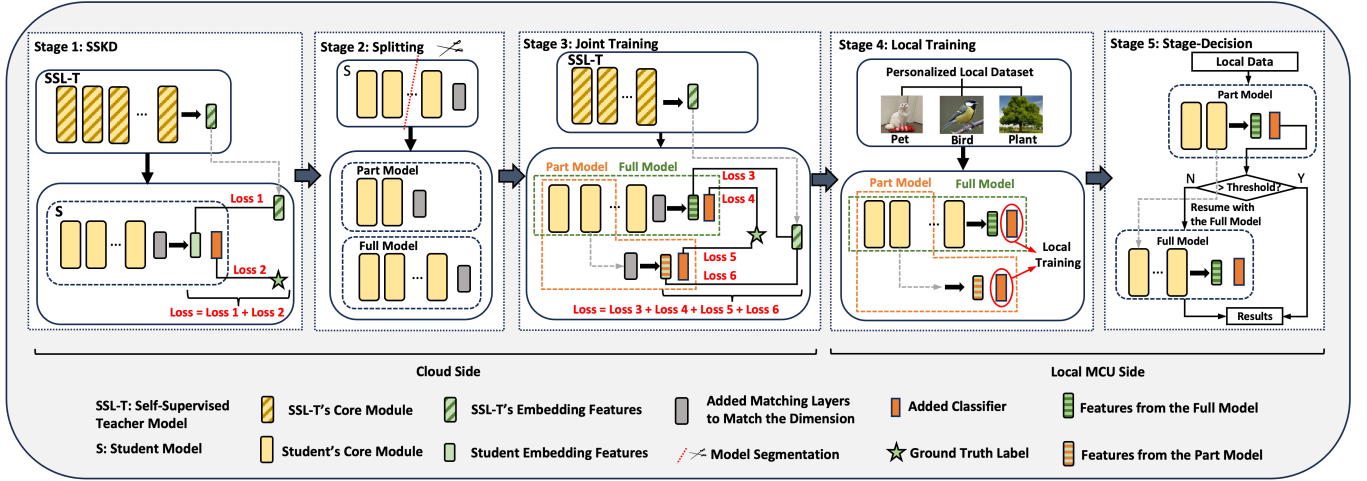 Stage 1: SSKD
SSL-T
S
Loss 1
Loss 2
Loss = Loss 1 + Loss 2
Stage 2: Splitting
S
Part Model
Full Model
Stage 3: Joint Training
SSL-T
Part Model
Full Model
Loss 3
Loss 4
Loss 5
Loss 6
Loss = Loss 3 + Loss 4 + Loss 5 + Loss 6
Stage 4: Local Training
Personalized Local Dataset
Pet
Bird
Plant
Part Model
Full Model
Local
Training
Stage 5: Stage-Decision
Local Data
Part Model
N
> Threshold?
Y
Resume with
the Full Model
Full Model
Results
Cloud Side
Local MCU Side
SSL-T: Self-Supervised
Teacher Model
S: Student Model
SSL-T's Core Module
Student's Core Module
SSL-T's Embedding Features
Student Embedding Features
Added Matching Layers
to Match the Dimension
Model Segmentation
Added Classifier
Ground Truth Label
Features from the Full Model
Features from the Part Model